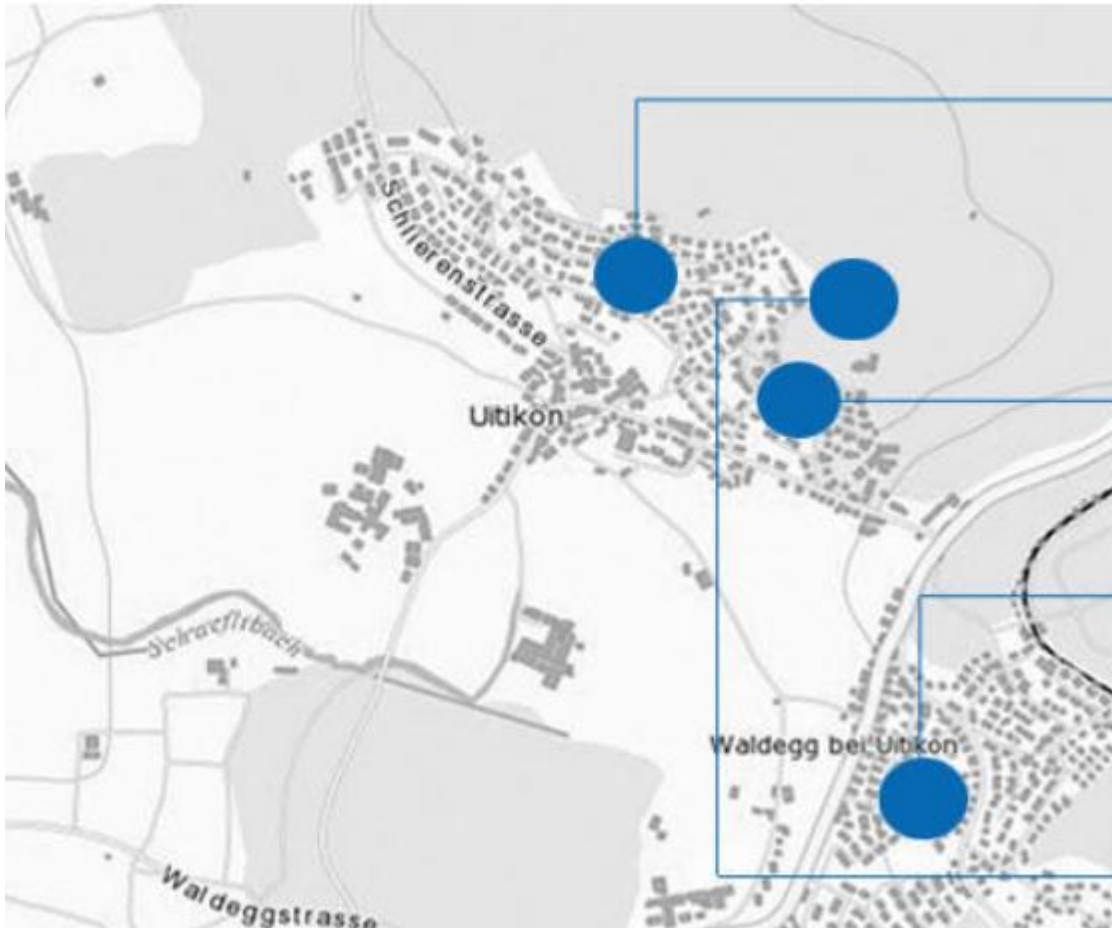 Schlierenstrasse
Uitikon
Schäflibach
Waldegg bei Uitikon
Waldeggstrasse